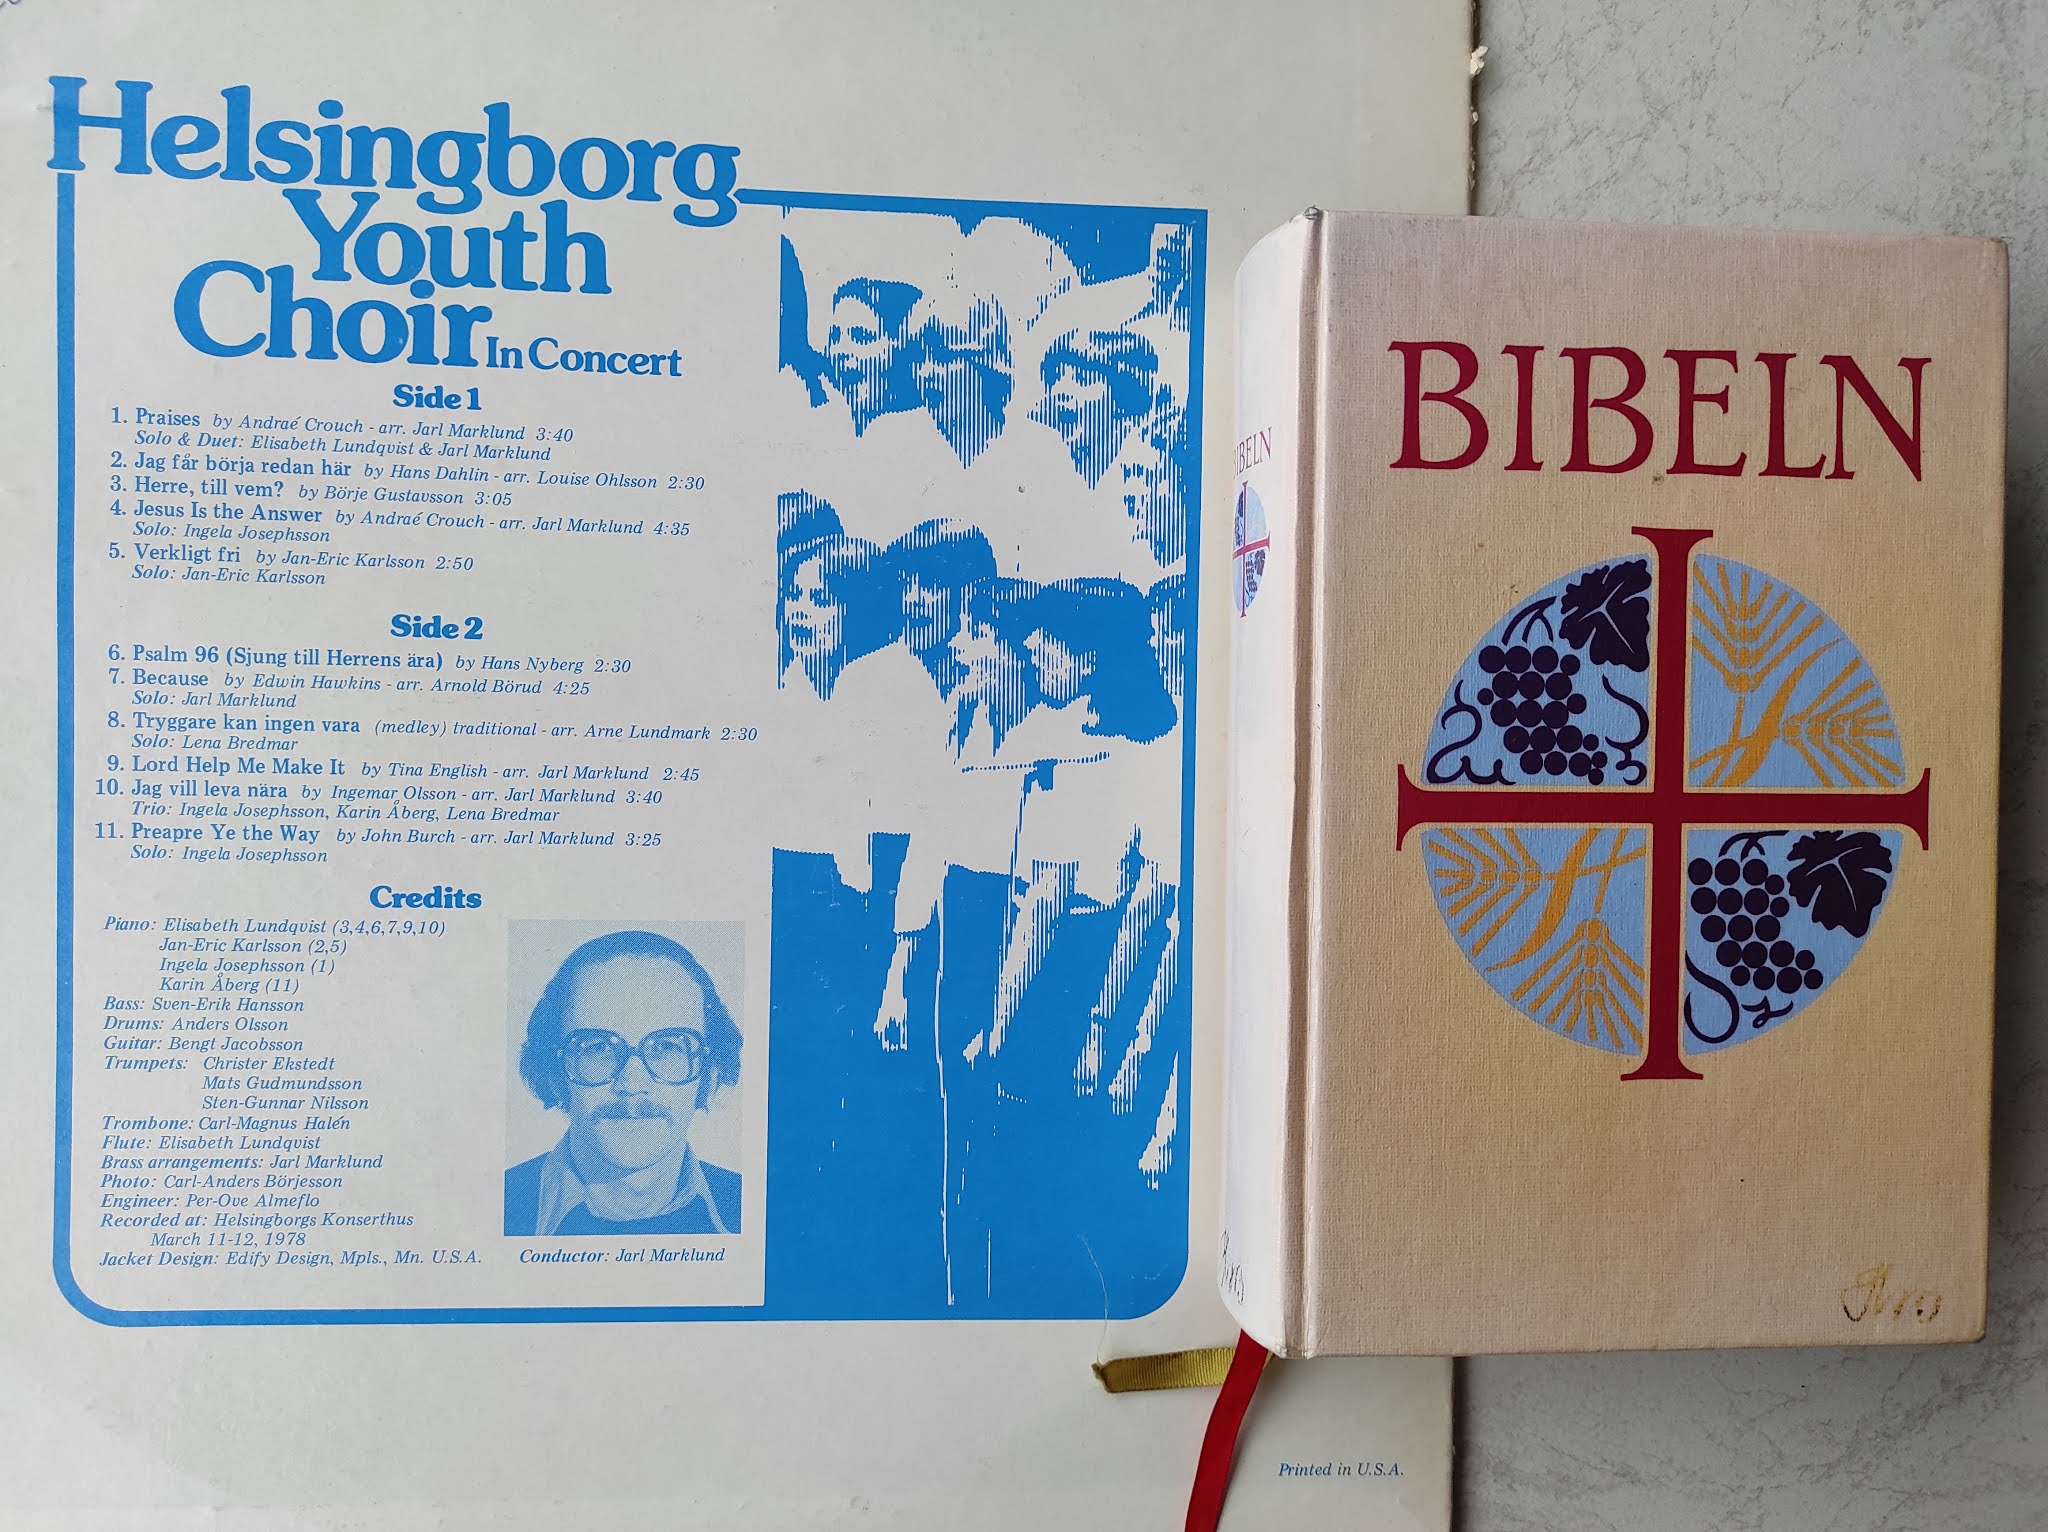 Helsingborg
Youth
Choir In Concert
Side 1
1. Praises by Andraé Crouch - arr. Jarl Marklund 3:40
Solo & Duet: Elisabeth Lundqvist & Jarl Marklund
2. Jag får börja redan här by Hans Dahlin - arr. Louise Ohlsson 2:30
3. Herre, till vem? by Börje Gustavsson 3:05
4. Jesus Is the Answer by Andraé Crouch - arr. Jarl Marklund 4:35
Solo: Ingela Josephsson
5. Verkligt fri by Jan-Eric Karlsson 2:50
Solo: Jan-Eric Karlsson
Side 2
6. Psalm 96 (Sjung till Herrens ära) by Hans Nyberg 2:30
7. Because by Edwin Hawkins - arr. Arnold Börud 4:25
Solo: Jarl Marklund
8. Tryggare kan ingen vara (medley) traditional - arr. Arne Lundmark 2:30
Solo: Lena Bredmar
9. Lord Help Me Make It by Tina English - arr. Jarl Marklund 2:45
10. Jag vill leva nära by Ingemar Olsson - arr. Jarl Marklund 3:40
Trio: Ingela Josephsson, Karin Åberg, Lena Bredmar
11. Preapre Ye the Way by John Burch - arr. Jarl Marklund 3:25
Solo: Ingela Josephsson
Credits
Piano: Elisabeth Lundqvist (3,4,6,7,9,10)
Jan-Eric Karlsson (2,5)
Ingela Josephsson (1)
Karin Åberg (11)
Bass: Sven-Erik Hansson
Drums: Anders Olsson
Guitar: Bengt Jacobsson
Trumpets: Christer Ekstedt
Mats Gudmundsson
Sten-Gunnar Nilsson
Trombone: Carl-Magnus Halén
Flute: Elisabeth Lundqvist
Brass arrangements: Jarl Marklund
Photo: Carl-Anders Börjesson
Engineer: Per-Ove Almeflo
Recorded at: Helsingborgs Konserthus
March 11-12, 1978
Jacket Design: Edify Design, Mpls., Mn. U.S.A.
Conductor: Jarl Marklund
Printed in U.S.A.
BIBELN
BIBELN